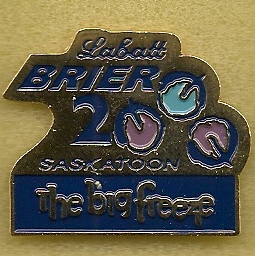 Labatt
BRIER
2000
SASKATOON
the big freeze